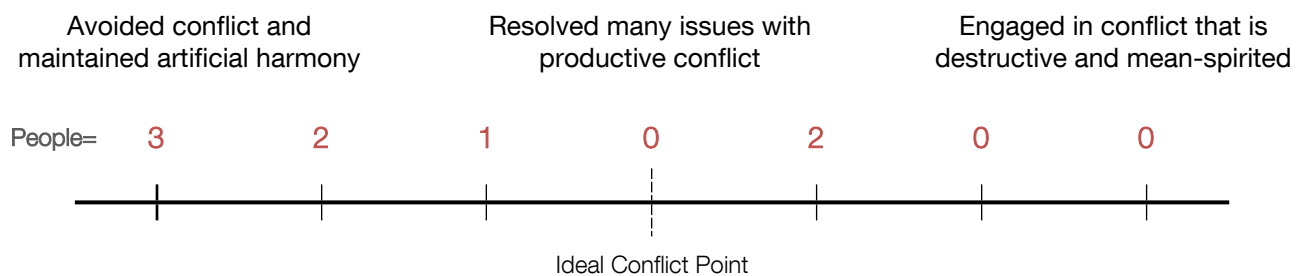 Avoided conflict and
maintained artificial harmony
Resolved many issues with
productive conflict
Engaged in conflict that is
destructive and mean-spirited
People= 3 2 1 0 2 0 0
Ideal Conflict Point